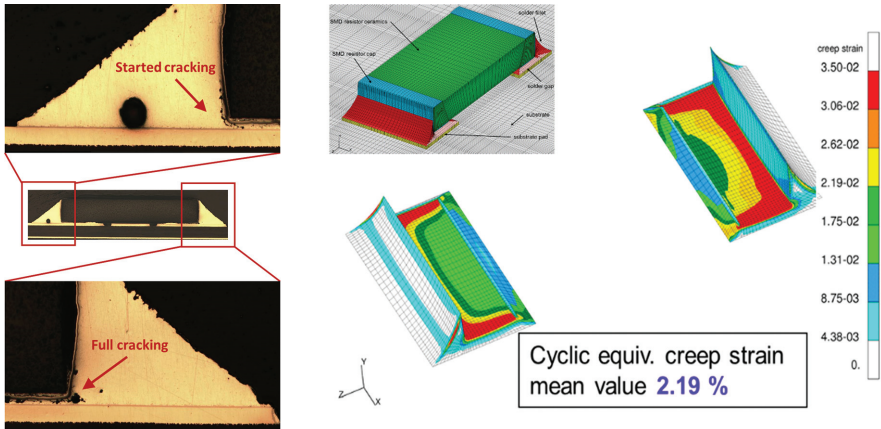 Started cracking
Full cracking
SMD resistor ceramics
SMD resistor cap
solder fillet
solder gap
substrate
substrate pad
creep strain
3.50-02
3.06-02
2.62-02
2.19-02
1.75-02
1.31-02
8.75-03
4.38-03
0.
Y
Z
X
Cyclic equiv. creep strain
mean value 2.19 %